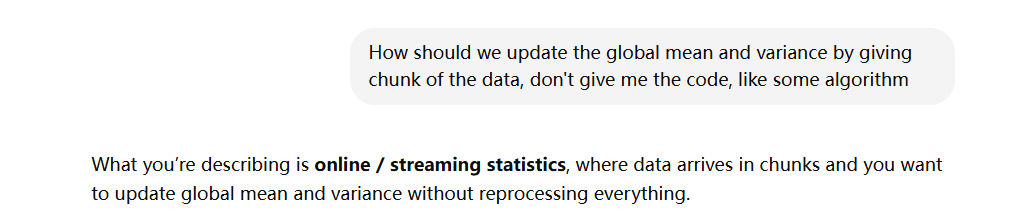 How should we update the global mean and variance by giving
chunk of the data, don't give me the code, like some algorithm
What you’re describing is online / streaming statistics, where data arrives in chunks and you want
to update global mean and variance without reprocessing everything.